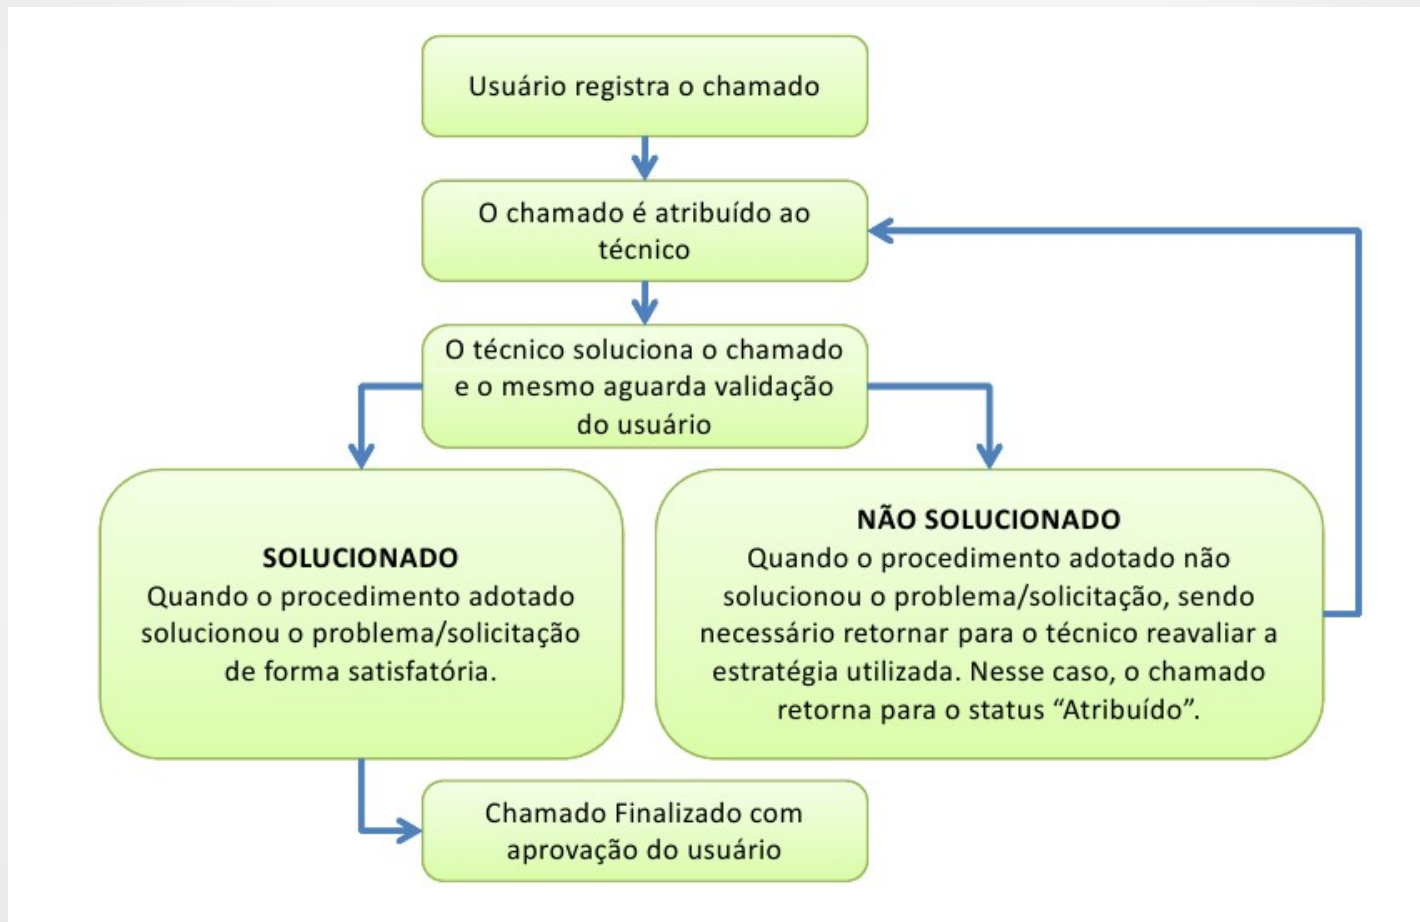 Usuário registra o chamado
O chamado é atribuído ao
técnico
O técnico soluciona o chamado
e o mesmo aguarda validação
do usuário
SOLUCIONADO
Quando o procedimento adotado
solucionou o problema/solicitação
de forma satisfatória.
NÃO SOLUCIONADO
Quando o procedimento adotado não
solucionou o problema/solicitação, sendo
necessário retornar para o técnico reavaliar a
estratégia utilizada. Nesse caso, o chamado
retorna para o status “Atribuído”.
Chamado Finalizado com
aprovação do usuário